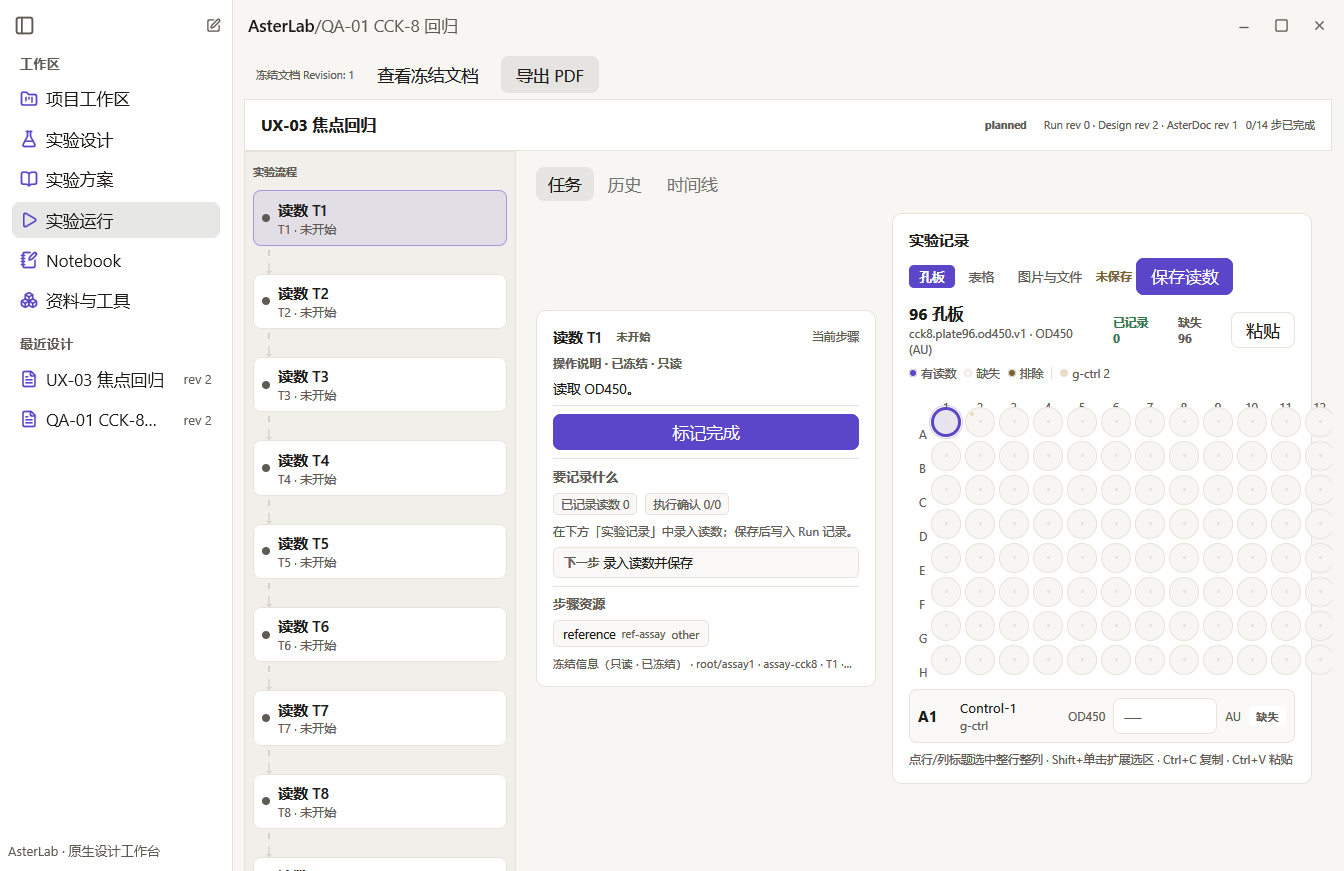 AsterLab/QA-01 CCK-8 回归
工作区
项目工作区
实验设计
实验方案
实验运行
Notebook
资料与工具
最近设计
UX-03 焦点回归 rev 2
QA-01 CCK-8... rev 2
AsterLab · 原生设计工作台
冻结文档 Revision: 1 查看冻结文档 导出 PDF
UX-03 焦点回归 planned Run rev 0 · Design rev 2 · AsterDoc rev 1 0/14 步已完成
实验流程
读数 T1
T1 · 未开始
读数 T2
T2 · 未开始
读数 T3
T3 · 未开始
读数 T4
T4 · 未开始
读数 T5
T5 · 未开始
读数 T6
T6 · 未开始
读数 T7
T7 · 未开始
读数 T8
T8 · 未开始
任务 历史 时间线
读数 T1 未开始 当前步骤
操作说明 · 已冻结 · 只读
读取 OD450。
标记完成
要记录什么
已记录读数 0 执行确认 0/0
在下方「实验记录」中录入读数；保存后写入 Run 记录。
下一步 录入读数并保存
步骤资源
reference ref-assay other
冻结信息（只读 · 已冻结） · root/assay1 · assay-cck8 · T1 ·...
实验记录
孔板 表格 图片与文件 未保存 保存读数
96 孔板
cck8.plate96.od450.v1 · OD450
(AU)
已记录
0
缺失
96
粘贴
有读数 缺失 排除 g-ctrl 2
1 2 3 4 5 6 7 8 9 10 11 12
A
B
C
D
E
F
G
H
A1 Control-1 OD450 — AU 缺失
g-ctrl
点行/列标题选中整行整列 · Shift+单击扩展选区 · Ctrl+C 复制 · Ctrl+V 粘贴